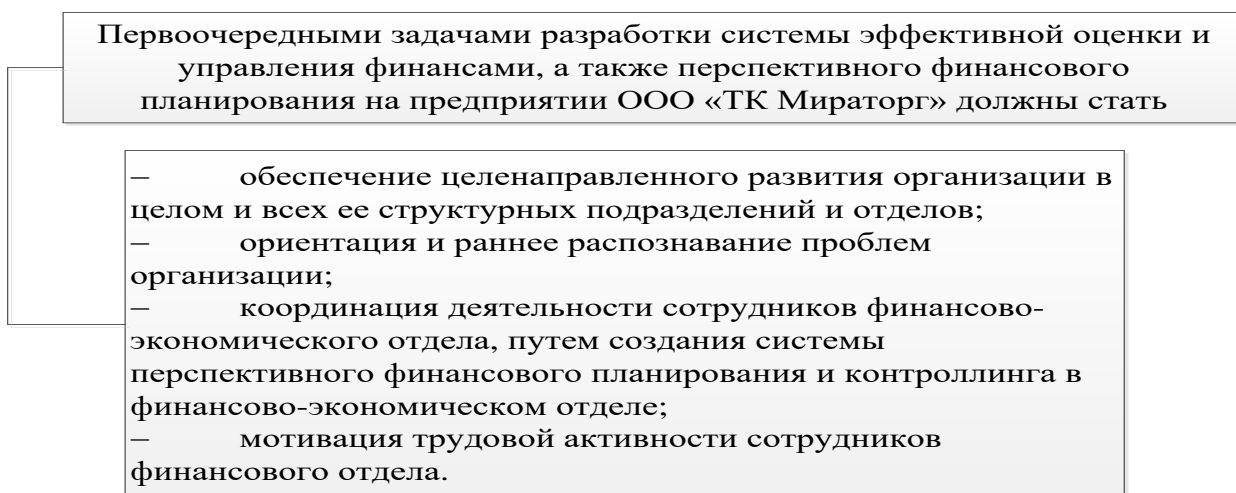 Первоочередными задачами разработки системы эффективной оценки и
управления финансами, а также перспективного финансового
планирования на предприятии ООО «ТК Мираторг» должны стать
– обеспечение целенаправленного развития организации в
целом и всех ее структурных подразделений и отделов;
– ориентация и раннее распознавание проблем
организации;
– координация деятельности сотрудников финансово-
экономического отдела, путем создания системы
перспективного финансового планирования и контроллинга в
финансово-экономическом отделе;
– мотивация трудовой активности сотрудников
финансового отдела.